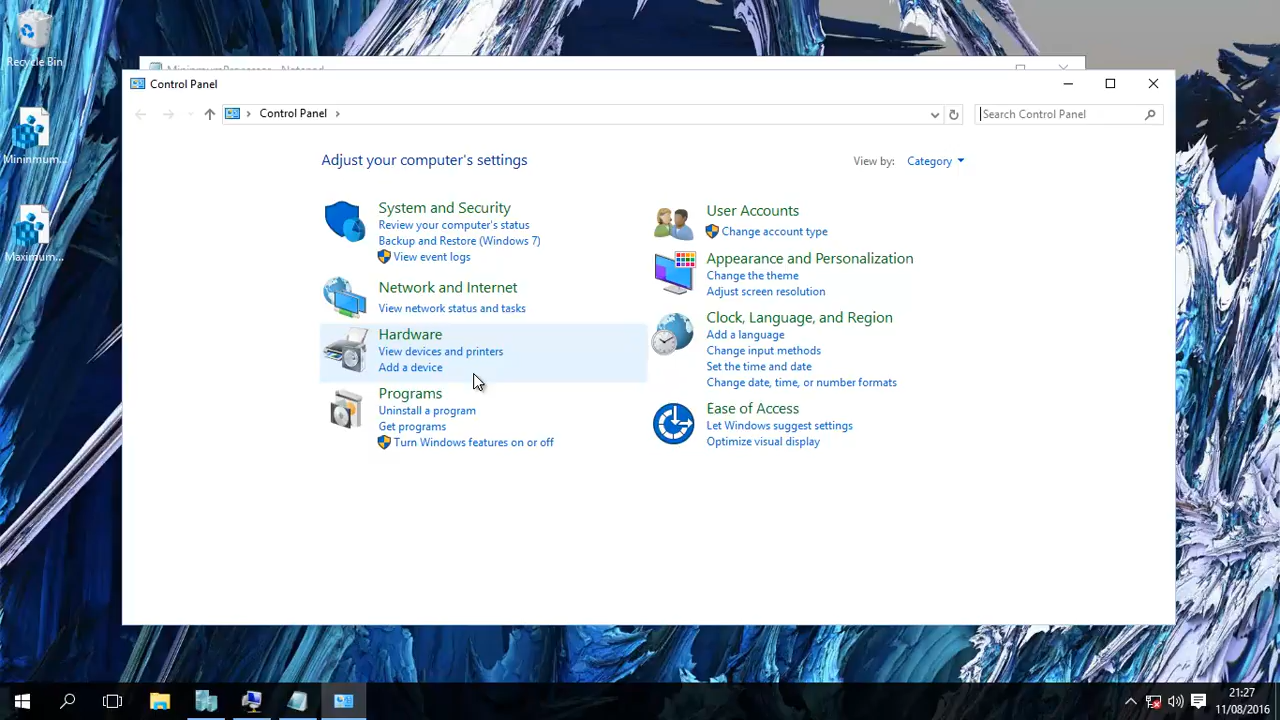 Recycle Bin
Mininmum...
Maximum...
MininmumProcessor - Notepad
Control Panel
Control Panel
Search Control Panel
Adjust your computer's settings
View by: Category
System and Security
Review your computer's status
Backup and Restore (Windows 7)
View event logs
Network and Internet
View network status and tasks
Hardware
View devices and printers
Add a device
Programs
Uninstall a program
Get programs
Turn Windows features on or off
User Accounts
Change account type
Appearance and Personalization
Change the theme
Adjust screen resolution
Clock, Language, and Region
Add a language
Change input methods
Set the time and date
Change date, time, or number formats
Ease of Access
Let Windows suggest settings
Optimize visual display
21:27
11/08/2016